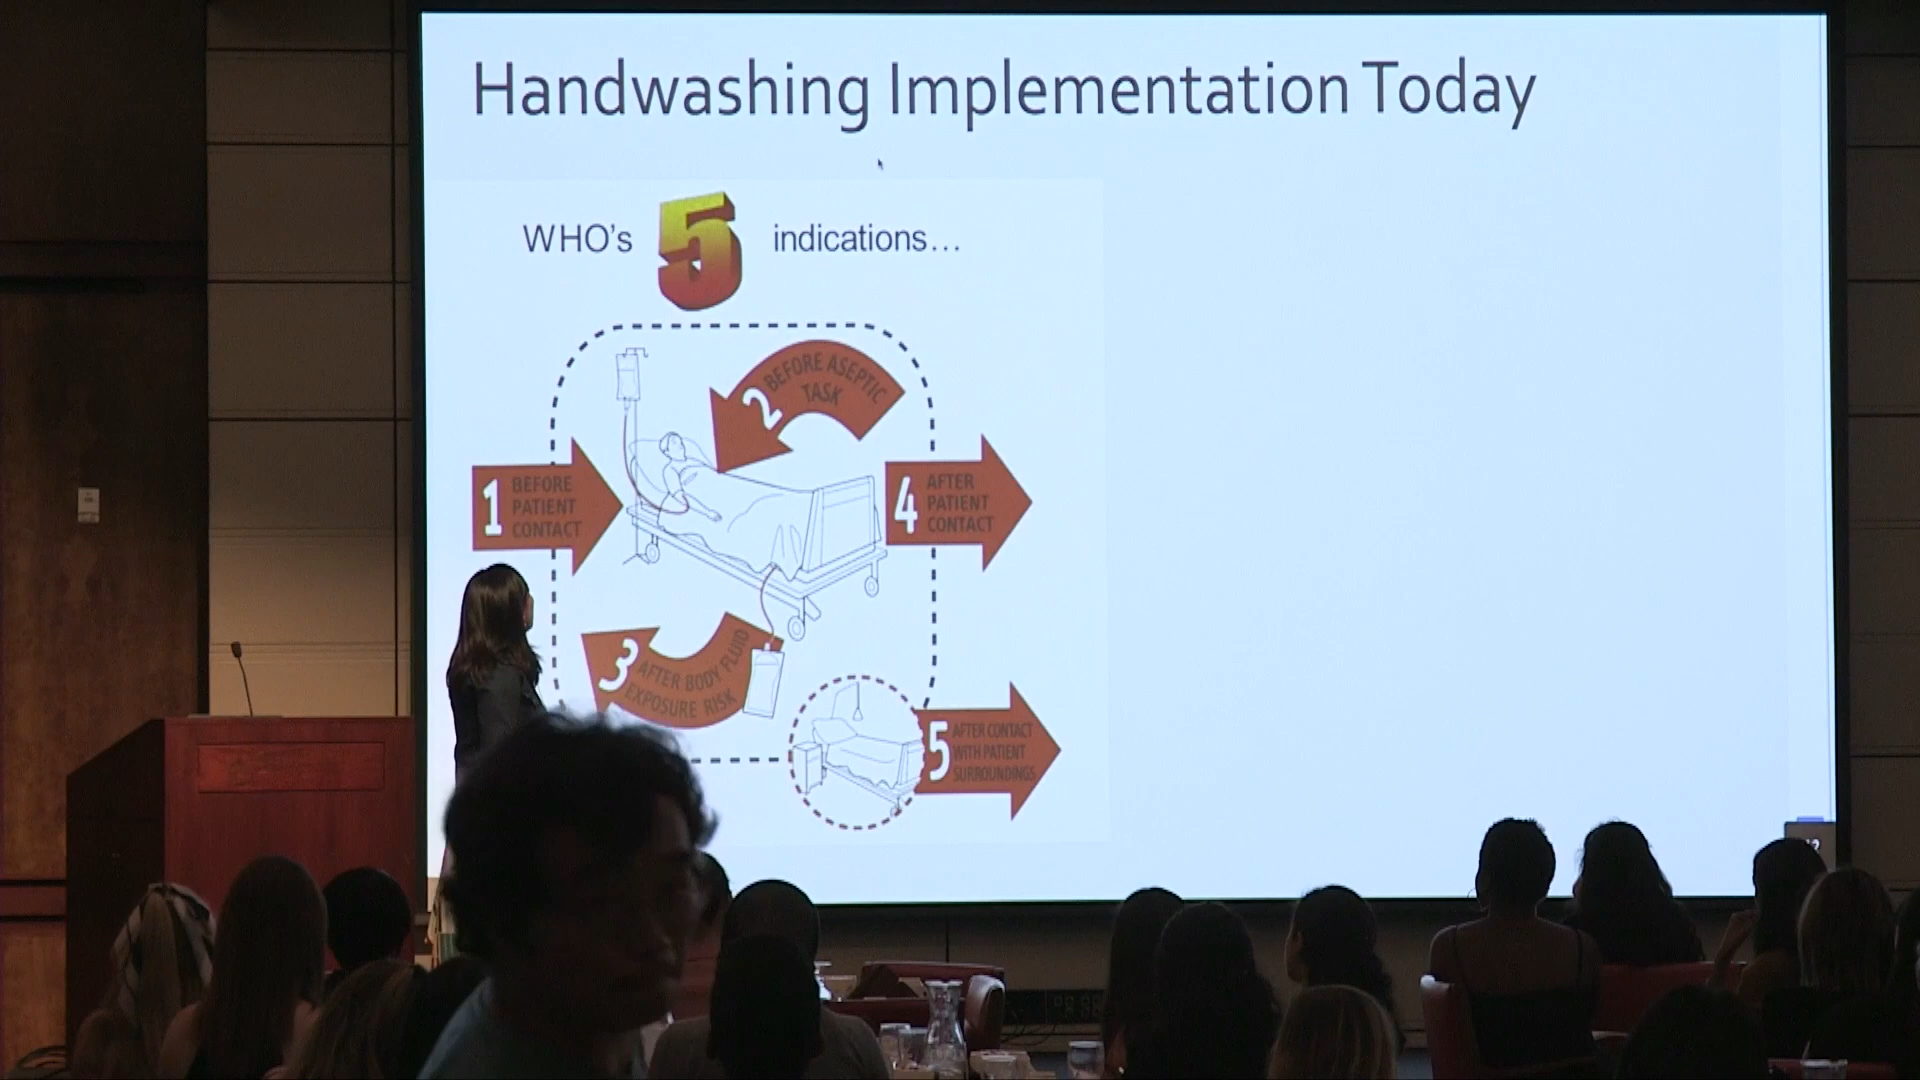 Handwashing Implementation Today
WHO's 5 indications...
2 BEFORE ASEPTIC
TASK
1 BEFORE
PATIENT
CONTACT
4 AFTER
PATIENT
CONTACT
3 AFTER BODY FLUID
EXPOSURE RISK
5 AFTER CONTACT
WITH PATIENT
SURROUNDINGS